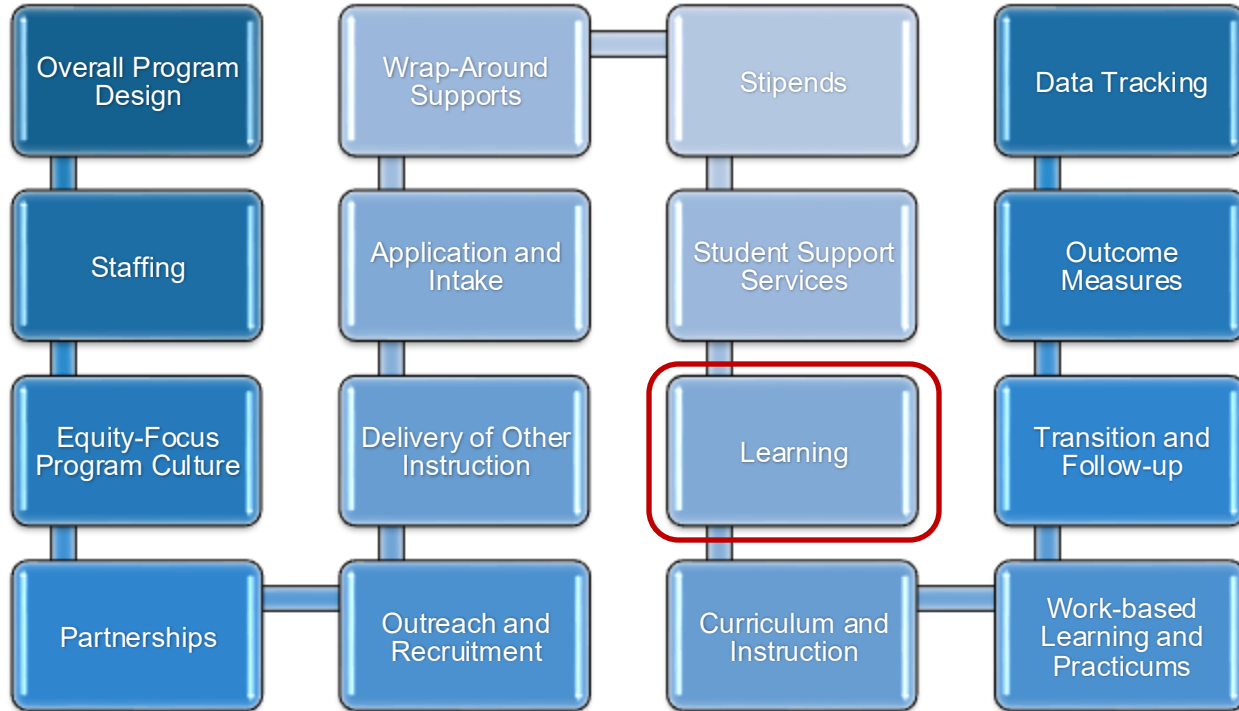 Overall Program
Design
Staffing
Equity-Focus
Program Culture
Partnerships
Outreach and
Recruitment
Delivery of Other
Instruction
Application and
Intake
Wrap-Around
Supports
Stipends
Student Support
Services
Learning
Curriculum and
Instruction
Work-based
Learning and
Practicums
Transition and
Follow-up
Outcome
Measures
Data Tracking